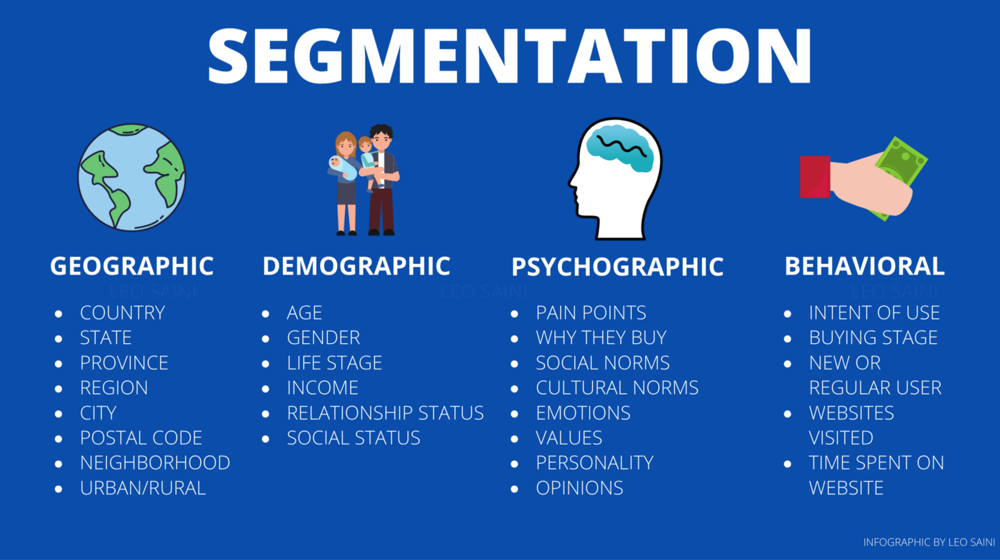 SEGMENTATION
GEOGRAPHIC
LEO SAINI
COUNTRY
STATE
PROVINCE
REGION
CITY
POSTAL CODE
NEIGHBORHOOD
URBAN/RURAL
DEMOGRAPHIC
LEO SAINI
AGE
GENDER
LIFE STAGE
INCOME
RELATIONSHIP STATUS
SOCIAL STATUS
PSYCHOGRAPHIC
PAIN POINTS
WHY THEY BUY
SOCIAL NORMS
CULTURAL NORMS
EMOTIONS
VALUES
PERSONALITY
OPINIONS
BEHAVIORAL
LEO SAINI
INTENT OF USE
BUYING STAGE
NEW OR
REGULAR USER
WEBSITES
VISITED
TIME SPENT ON
WEBSITE
INFOGRAPHIC BY LEO SAINI